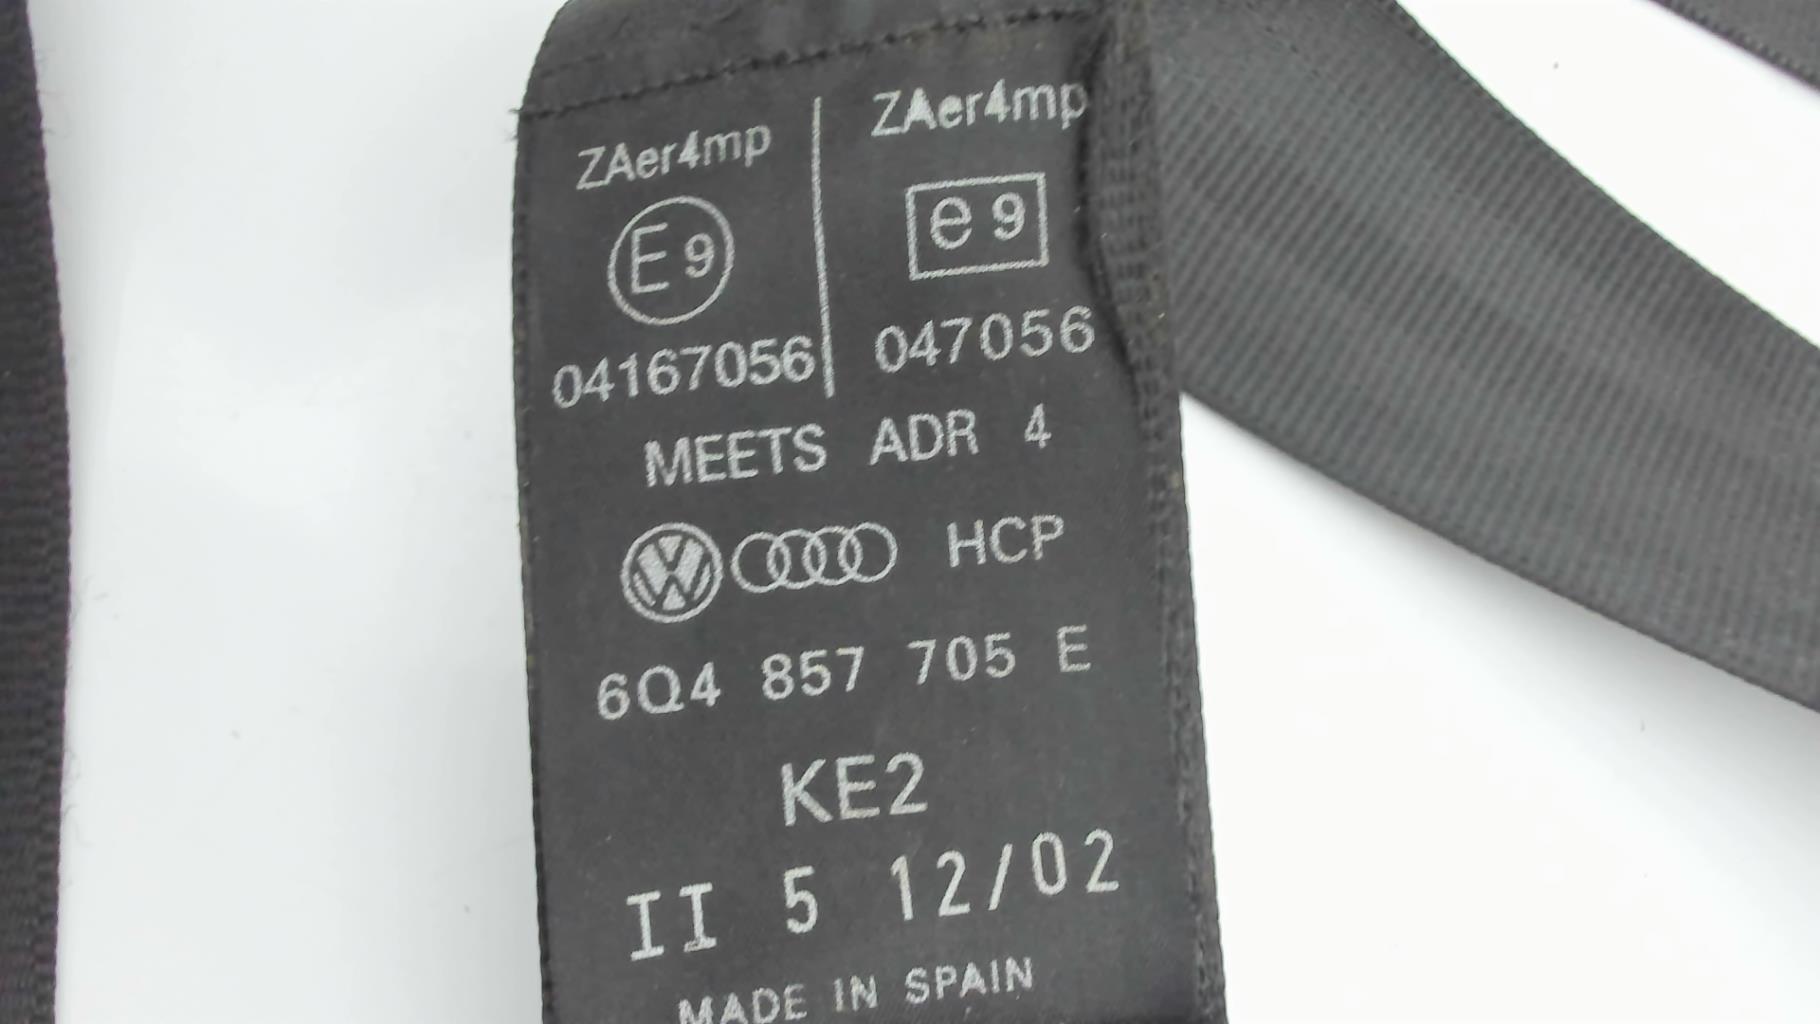 ZAer4mp ZAer4mp
E9 e9
04167056 047056
MEETS ADR 4
VW HCP
6Q4 857 705 E
KE2
II 5 12/02
MADE IN SPAIN